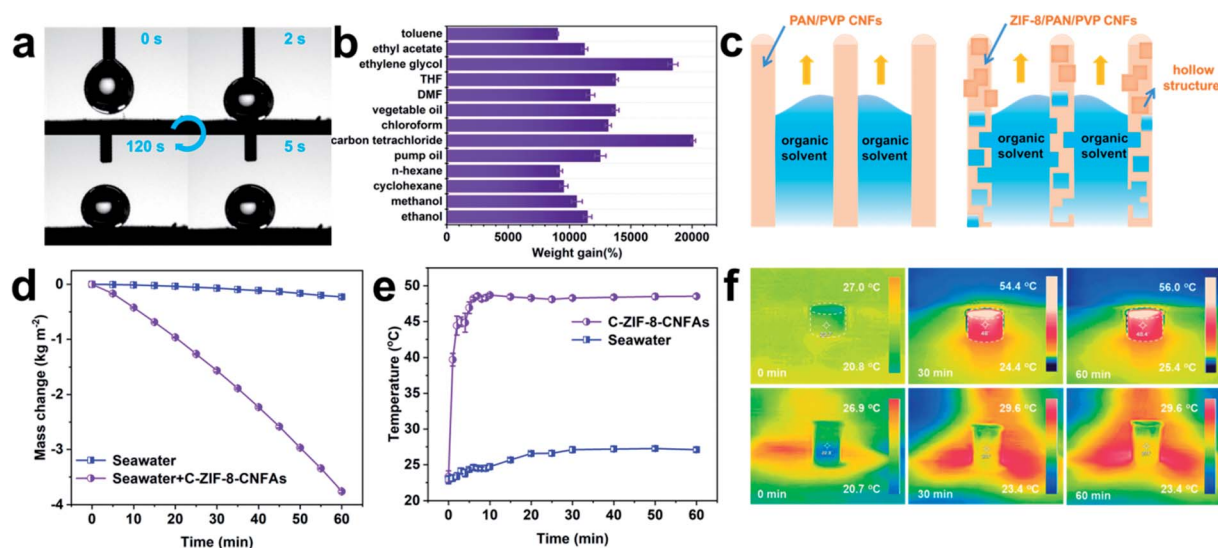 a
0 s
2 s
120 s
5 s
b
toluene
ethyl acetate
ethylene glycol
THF
DMF
vegetable oil
chloroform
carbon tetrachloride
pump oil
n-hexane
cyclohexane
methanol
ethanol
0 5000 10000 15000 20000
Weight gain(%)
c
PAN/PVP CNFs
ZIF-8/PAN/PVP CNFs
hollow
structure
organic
solvent
organic
solvent
organic
solvent
organic
solvent
d
Mass change (kg m-2)
0
-1
-2
-3
-4
Seawater
Seawater+C-ZIF-8-CNFAs
0 10 20 30 40 50 60
Time (min)
e
Temperature (oC)
50
45
40
35
30
25
20
C-ZIF-8-CNFAs
Seawater
0 10 20 30 40 50 60
Time (min)
f
27.0 °C
20.8 °C
0 min
54.4 °C
24.4 °C
30 min
56.0 °C
25.4 °C
60 min
26.9 °C
20.7 °C
0 min
29.6 °C
23.4 °C
30 min
29.6 °C
23.4 °C
60 min